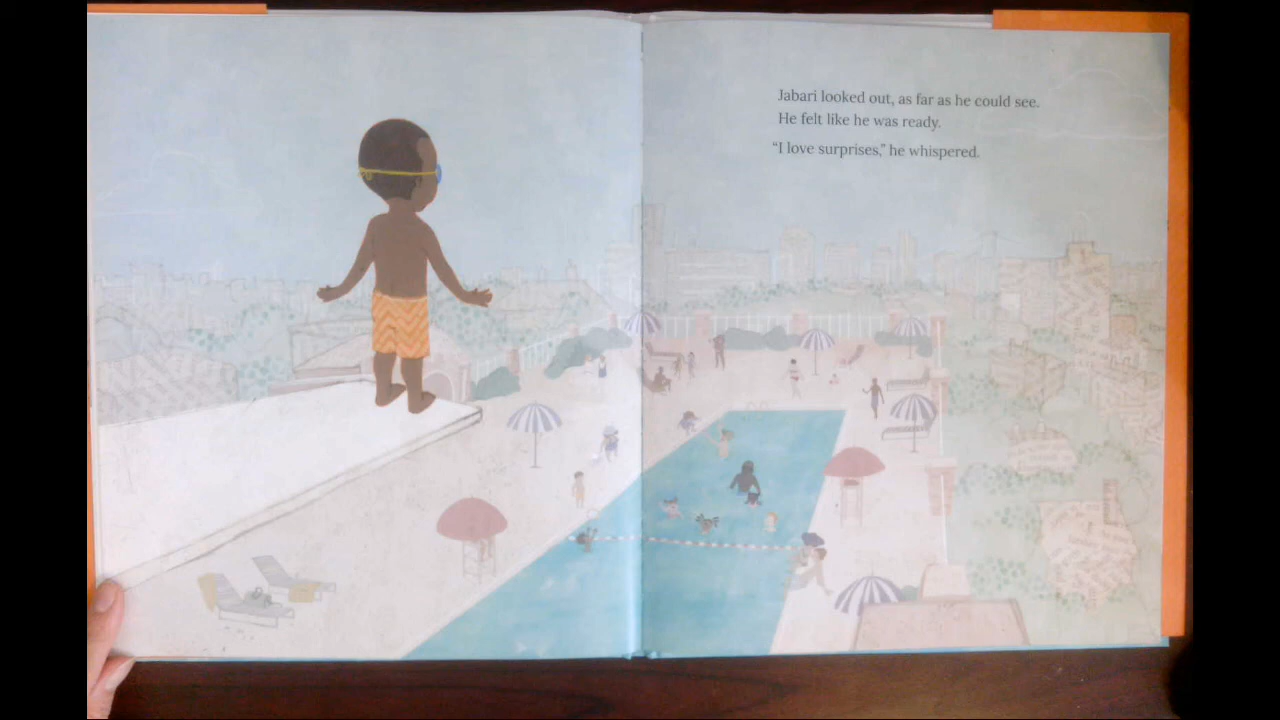 Jabari looked out, as far as he could see.
He felt like he was ready.
“I love surprises,” he whispered.